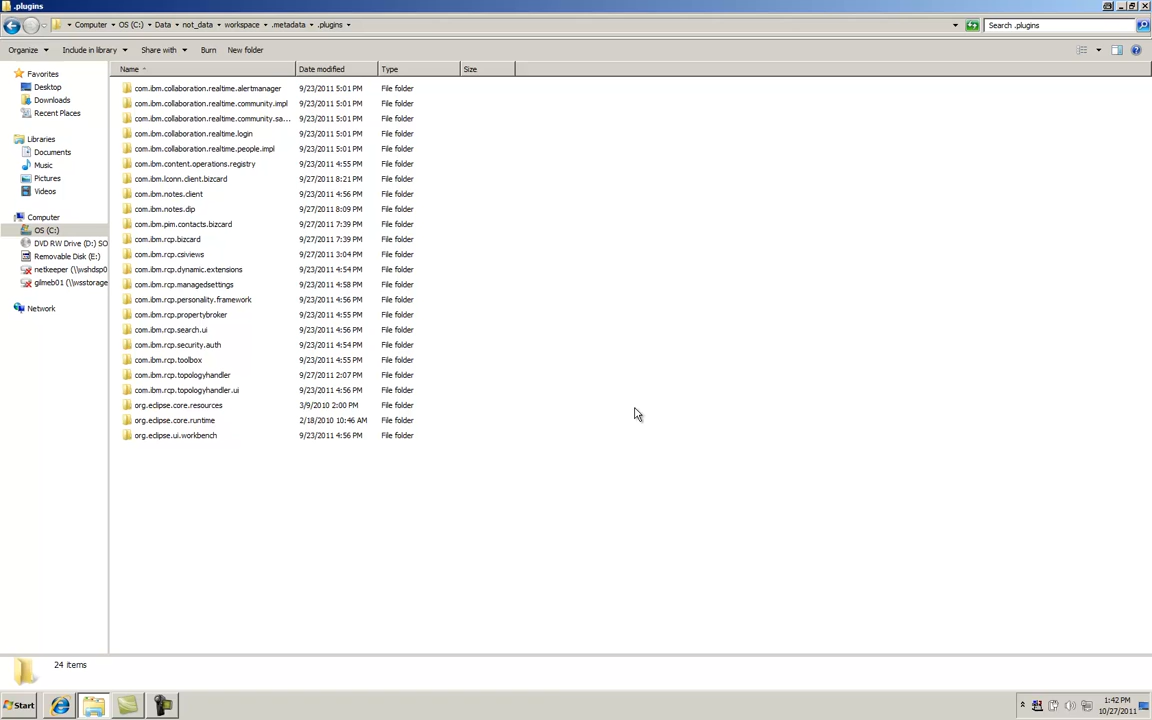 .plugins
Computer OS (C:) Data not_data workspace .metadata .plugins
Search .plugins
Organize Include in library Share with Burn New folder
Name Date modified Type Size
Favorites
Desktop
Downloads
Recent Places
Libraries
Documents
Music
Pictures
Videos
Computer
OS (C:)
DVD RW Drive (D:) SO
Removable Disk (E:)
netkeeper (\\wshdsp0
gilmeb01 (\\wsstorage
Network
com.ibm.collaboration.realtime.alertmanager 9/23/2011 5:01 PM File folder
com.ibm.collaboration.realtime.community.impl 9/23/2011 5:01 PM File folder
com.ibm.collaboration.realtime.community.sa... 9/23/2011 5:01 PM File folder
com.ibm.collaboration.realtime.login 9/23/2011 5:01 PM File folder
com.ibm.collaboration.realtime.people.impl 9/23/2011 5:01 PM File folder
com.ibm.content.operations.registry 9/23/2011 4:55 PM File folder
com.ibm.lconn.client.bizcard 9/27/2011 8:21 PM File folder
com.ibm.notes.client 9/23/2011 4:56 PM File folder
com.ibm.notes.dip 9/27/2011 8:09 PM File folder
com.ibm.pim.contacts.bizcard 9/27/2011 7:39 PM File folder
com.ibm.rcp.bizcard 9/27/2011 7:39 PM File folder
com.ibm.rcp.csiviews 9/27/2011 3:04 PM File folder
com.ibm.rcp.dynamic.extensions 9/23/2011 4:54 PM File folder
com.ibm.rcp.managedsettings 9/23/2011 4:58 PM File folder
com.ibm.rcp.personality.framework 9/23/2011 4:56 PM File folder
com.ibm.rcp.propertybroker 9/23/2011 4:55 PM File folder
com.ibm.rcp.search.ui 9/23/2011 4:56 PM File folder
com.ibm.rcp.security.auth 9/23/2011 4:54 PM File folder
com.ibm.rcp.toolbox 9/23/2011 4:55 PM File folder
com.ibm.rcp.topologyhandler 9/27/2011 2:07 PM File folder
com.ibm.rcp.topologyhandler.ui 9/23/2011 4:56 PM File folder
org.eclipse.core.resources 3/9/2010 2:00 PM File folder
org.eclipse.core.runtime 2/18/2010 10:46 AM File folder
org.eclipse.ui.workbench 9/23/2011 4:56 PM File folder
24 items
Start
1:42 PM
10/27/2011